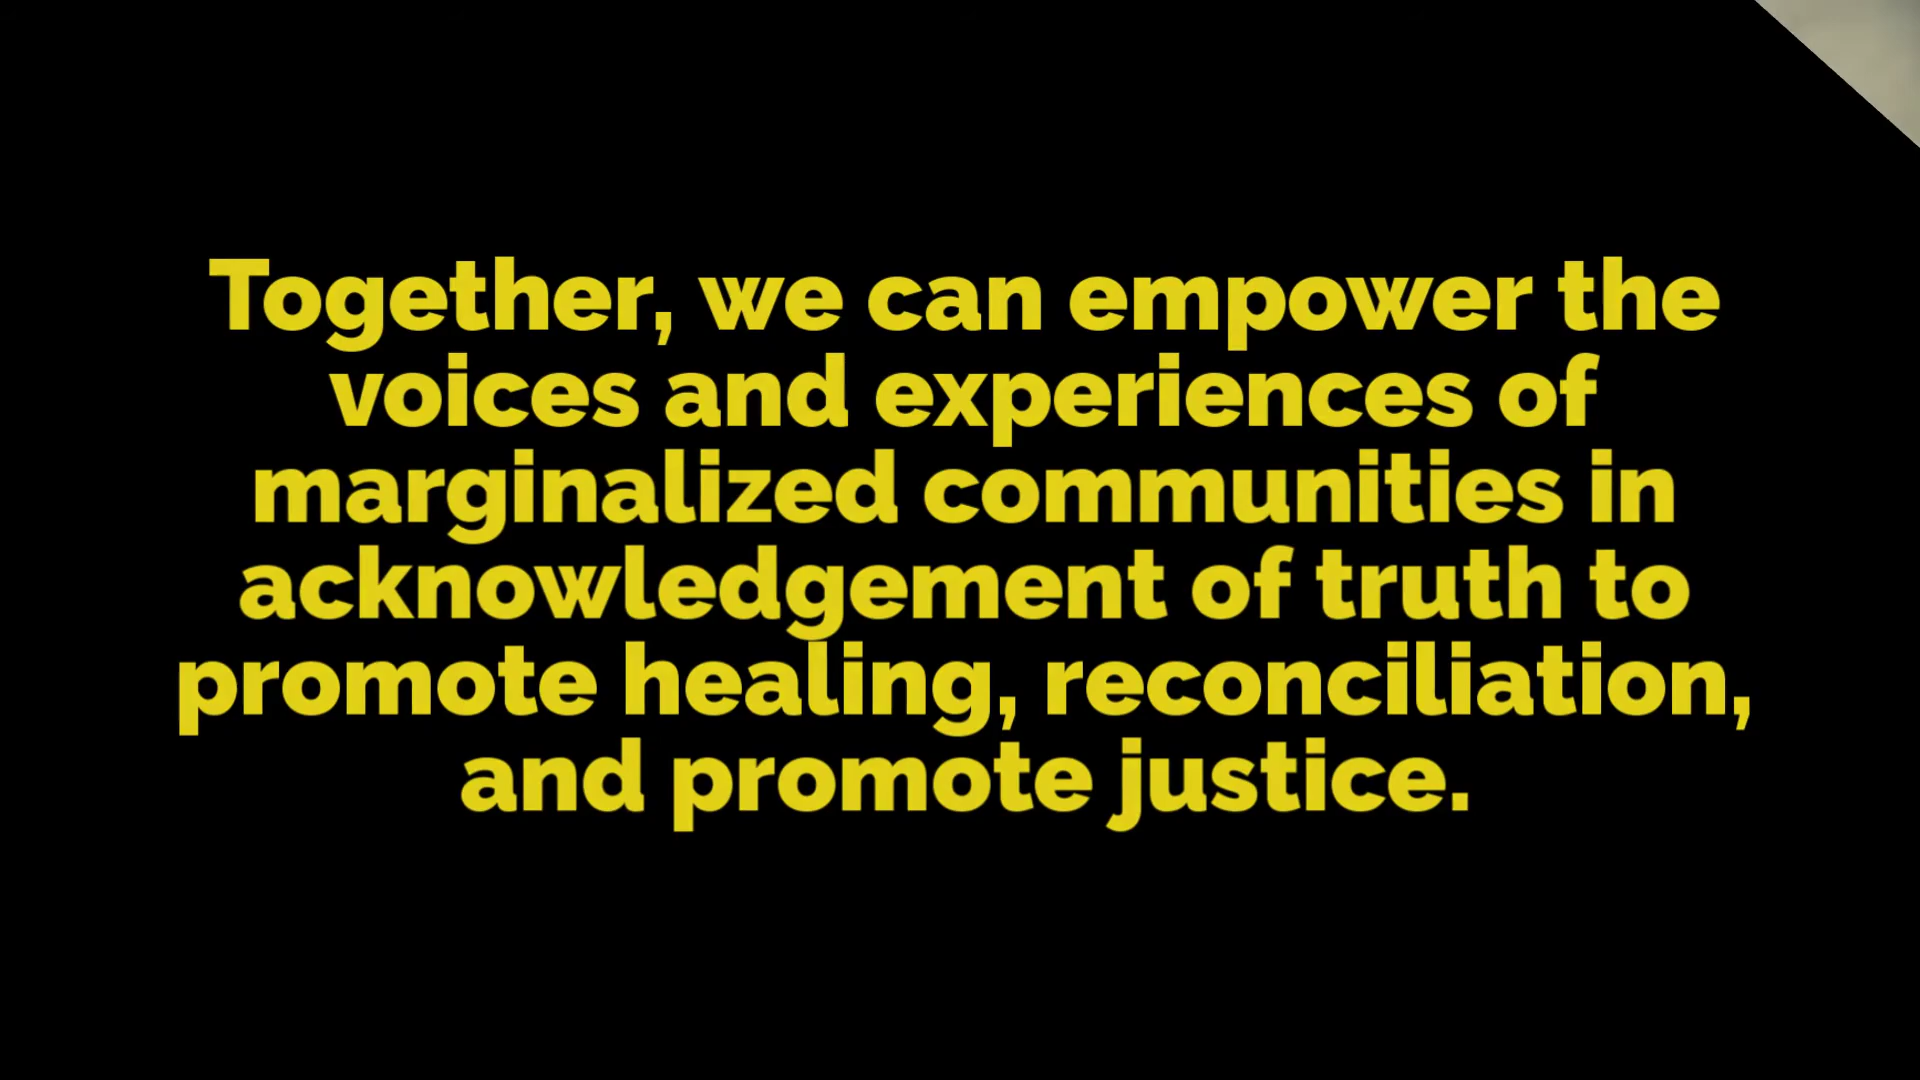 Together, we can empower the
voices and experiences of
marginalized communities in
acknowledgement of truth to
promote healing, reconciliation,
and promote justice.